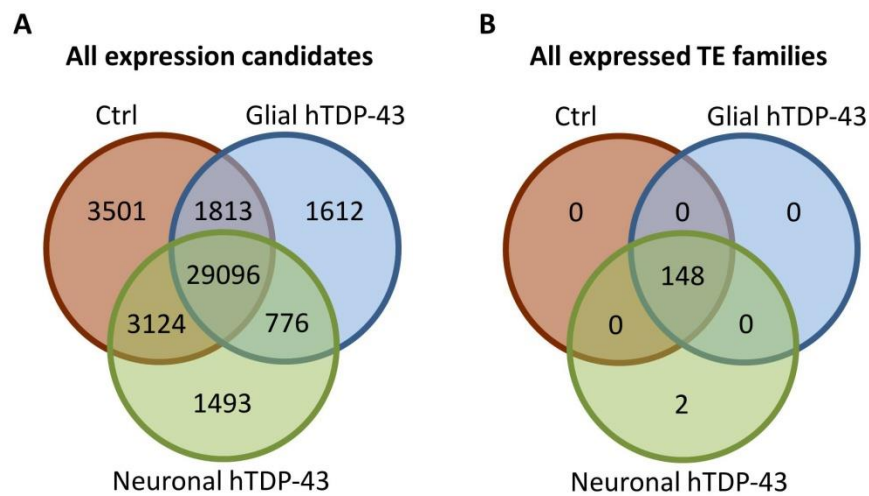 A
All expression candidates
Ctrl
Glial hTDP-43
3501
1813
1612
29096
3124
776
1493
Neuronal hTDP-43
B
All expressed TE families
Ctrl
Glial hTDP-43
0
0
0
148
0
0
2
Neuronal hTDP-43